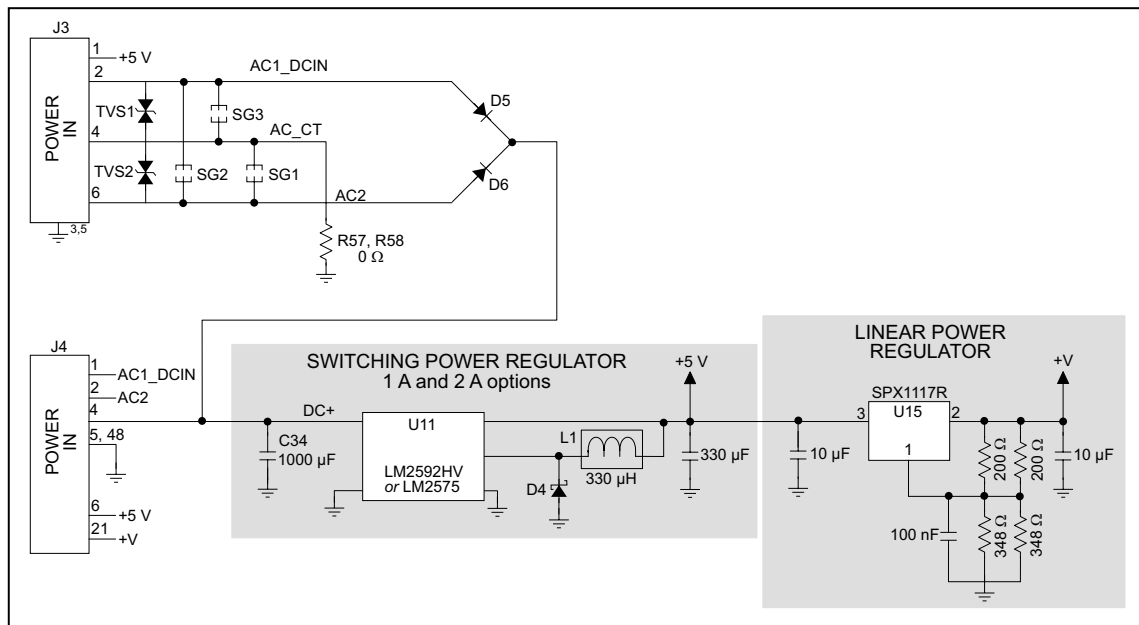 J3
POWER IN
1
+5 V
2
AC1_DCIN
TVS1
SG3
D5
4
AC_CT
TVS2
SG2
SG1
D6
6
AC2
3,5
R57, R58
0 Ω
J4
POWER IN
1
AC1_DCIN
2
AC2
4
5, 48
6
+5 V
21
+V
SWITCHING POWER REGULATOR
1 A and 2 A options
+5 V
DC+
C34
1000 µF
U11
LM2592HV
or LM2575
L1
330 µH
D4
330 µF
LINEAR POWER
REGULATOR
+V
SPX1117R
3
U15
2
1
10 µF
200 Ω
200 Ω
10 µF
100 nF
348 Ω
348 Ω